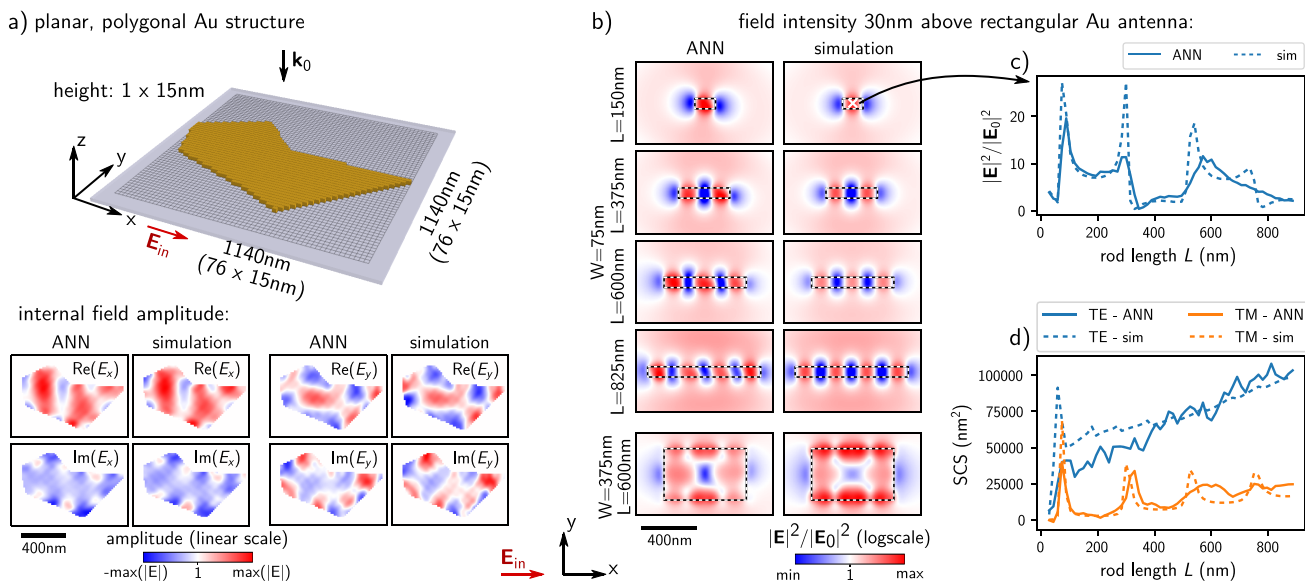 a) planar, polygonal Au structure
k0
height: 1 x 15nm
z
y
x
Ein
1140nm
(76 x 15nm)
1140nm
(76 x 15nm)
internal field amplitude:
ANN
simulation
ANN
simulation
Re(Ex)
Re(Ex)
Re(Ey)
Re(Ey)
Im(Ex)
Im(Ex)
Im(Ey)
Im(Ey)
400nm
amplitude (linear scale)
-max(|E|)
1
max(|E|)
b)
field intensity 30nm above rectangular Au antenna:
ANN
simulation
L=150nm
L=375nm
W=75nm
L=600nm
L=825nm
W=375nm
L=600nm
400nm
|E|²/|E0|² (logscale)
min
1
max
Ein
y
x
c)
ANN
sim
|E|²/|E0|²
20
10
0
0
200
400
600
800
rod length L (nm)
d)
TE - ANN
TM - ANN
TE - sim
TM - sim
SCS (nm²)
100000
75000
50000
25000
0
0
200
400
600
800
rod length L (nm)